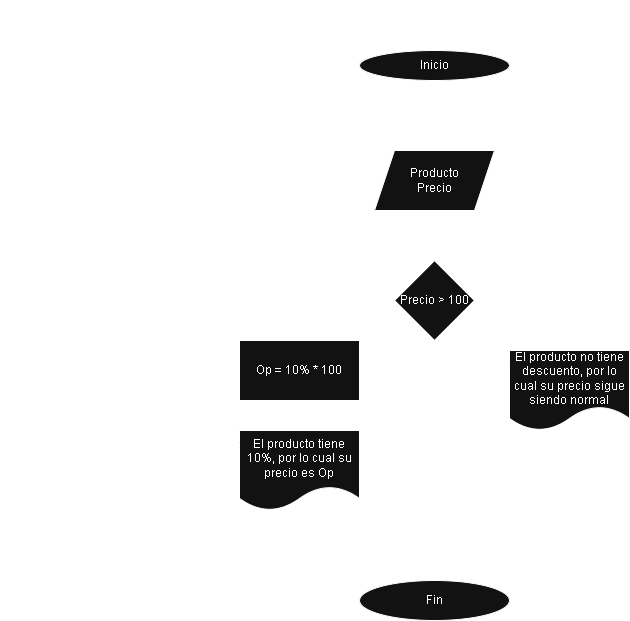 Inicio
Producto
Precio
Precio > 100
Op = 10% * 100
El producto no tiene
descuento, por lo
cual su precio sigue
siendo normal
El producto tiene
10%, por lo cual su
precio es Op
Fin